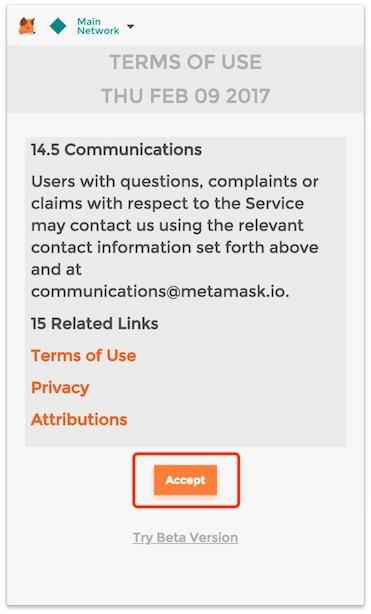 Main
Network
TERMS OF USE
THU FEB 09 2017
14.5 Communications
Users with questions, complaints or
claims with respect to the Service
may contact us using the relevant
contact information set forth above
and at
communications@metamask.io.
15 Related Links
Terms of Use
Privacy
Attributions
Accept
Try Beta Version